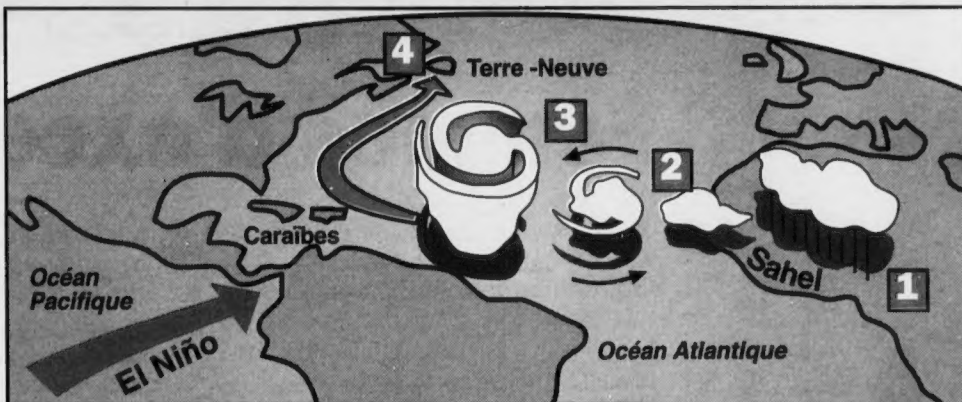 4
Terre -Neuve
3
2
Caraïbes
Sahel
1
Océan
Pacifique
El Niño
Océan Atlantique